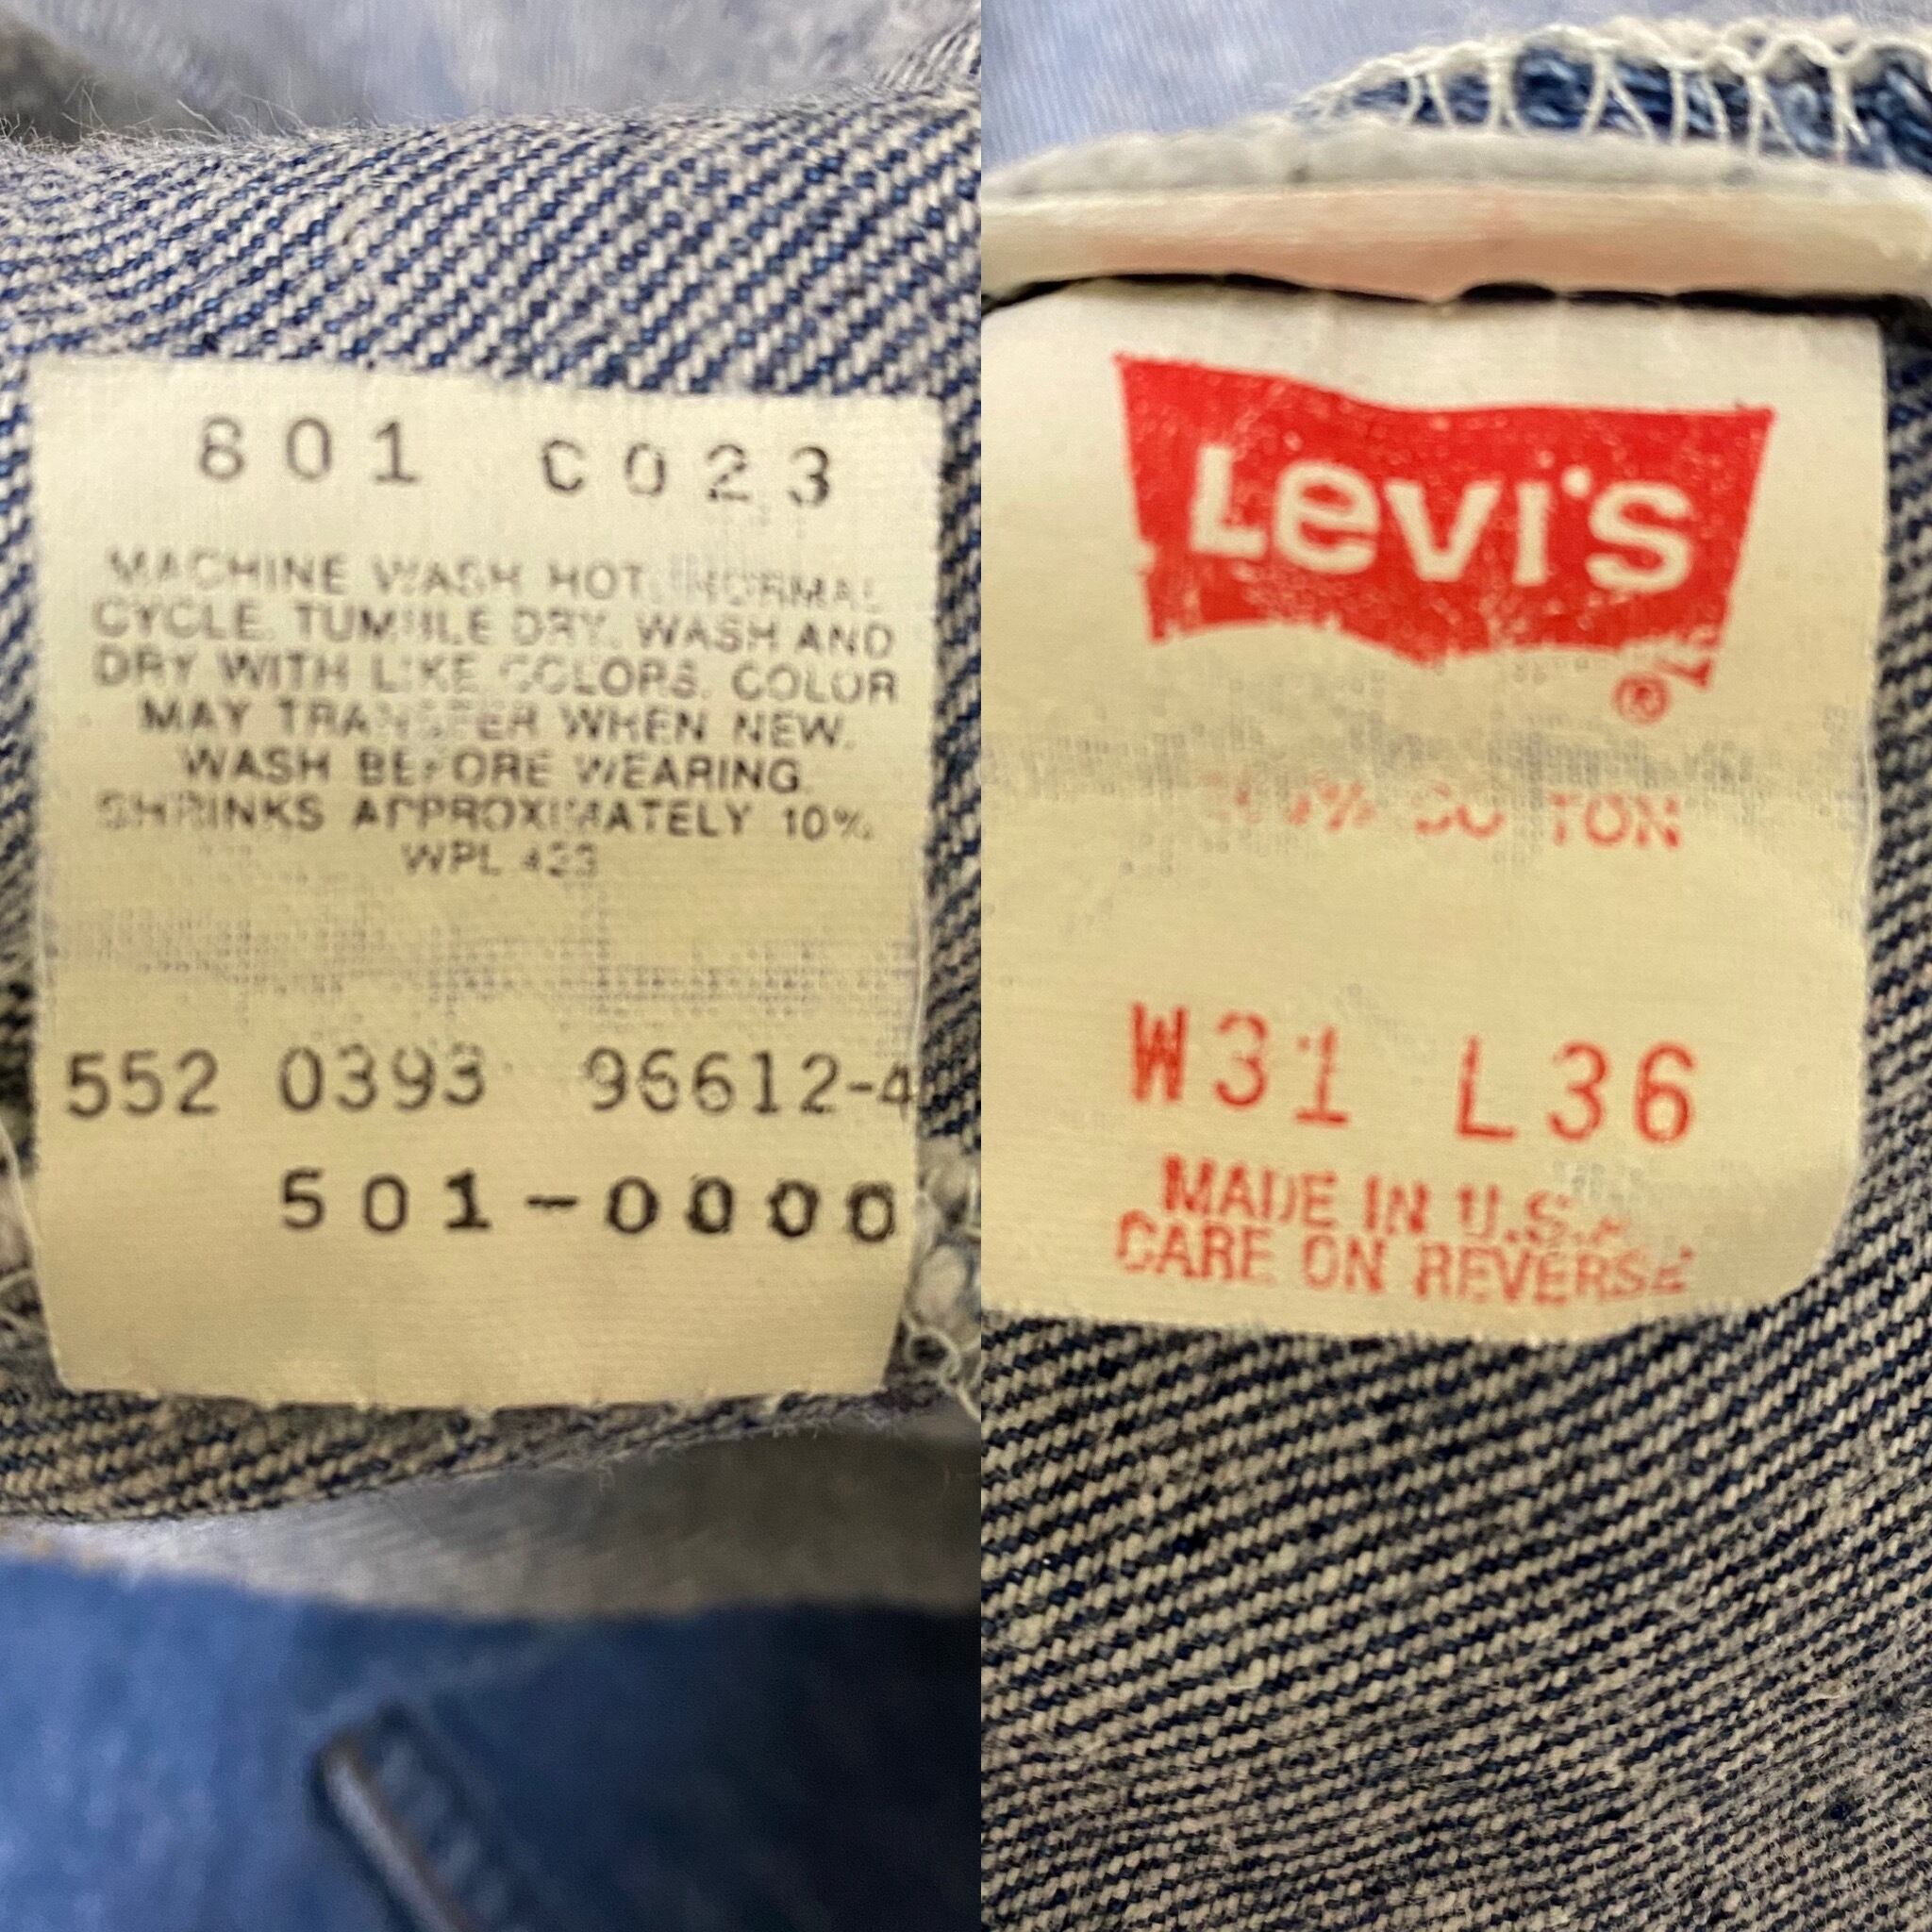 801 C023
MACHINE WASH HOT, NORMAL
CYCLE. TUMBLE DRY. WASH AND
DRY WITH LIKE COLORS. COLOR
MAY TRANSFER WHEN NEW.
WASH BEFORE WEARING.
SHRINKS APPROXIMATELY 10%.
WPL 423
552 0393 96612-4
501-0000
Levi's
®
100% COTTON
W31 L36
MADE IN U.S.A.
CARE ON REVERSE